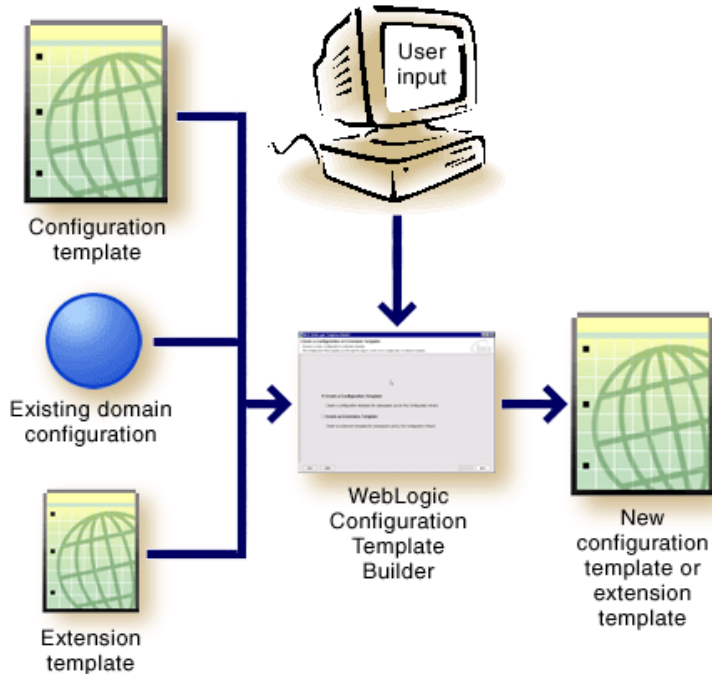 User
input
Configuration
template
Existing domain
configuration
Extension
template
WebLogic
Configuration
Template
Builder
New
configuration
template or
extension
template